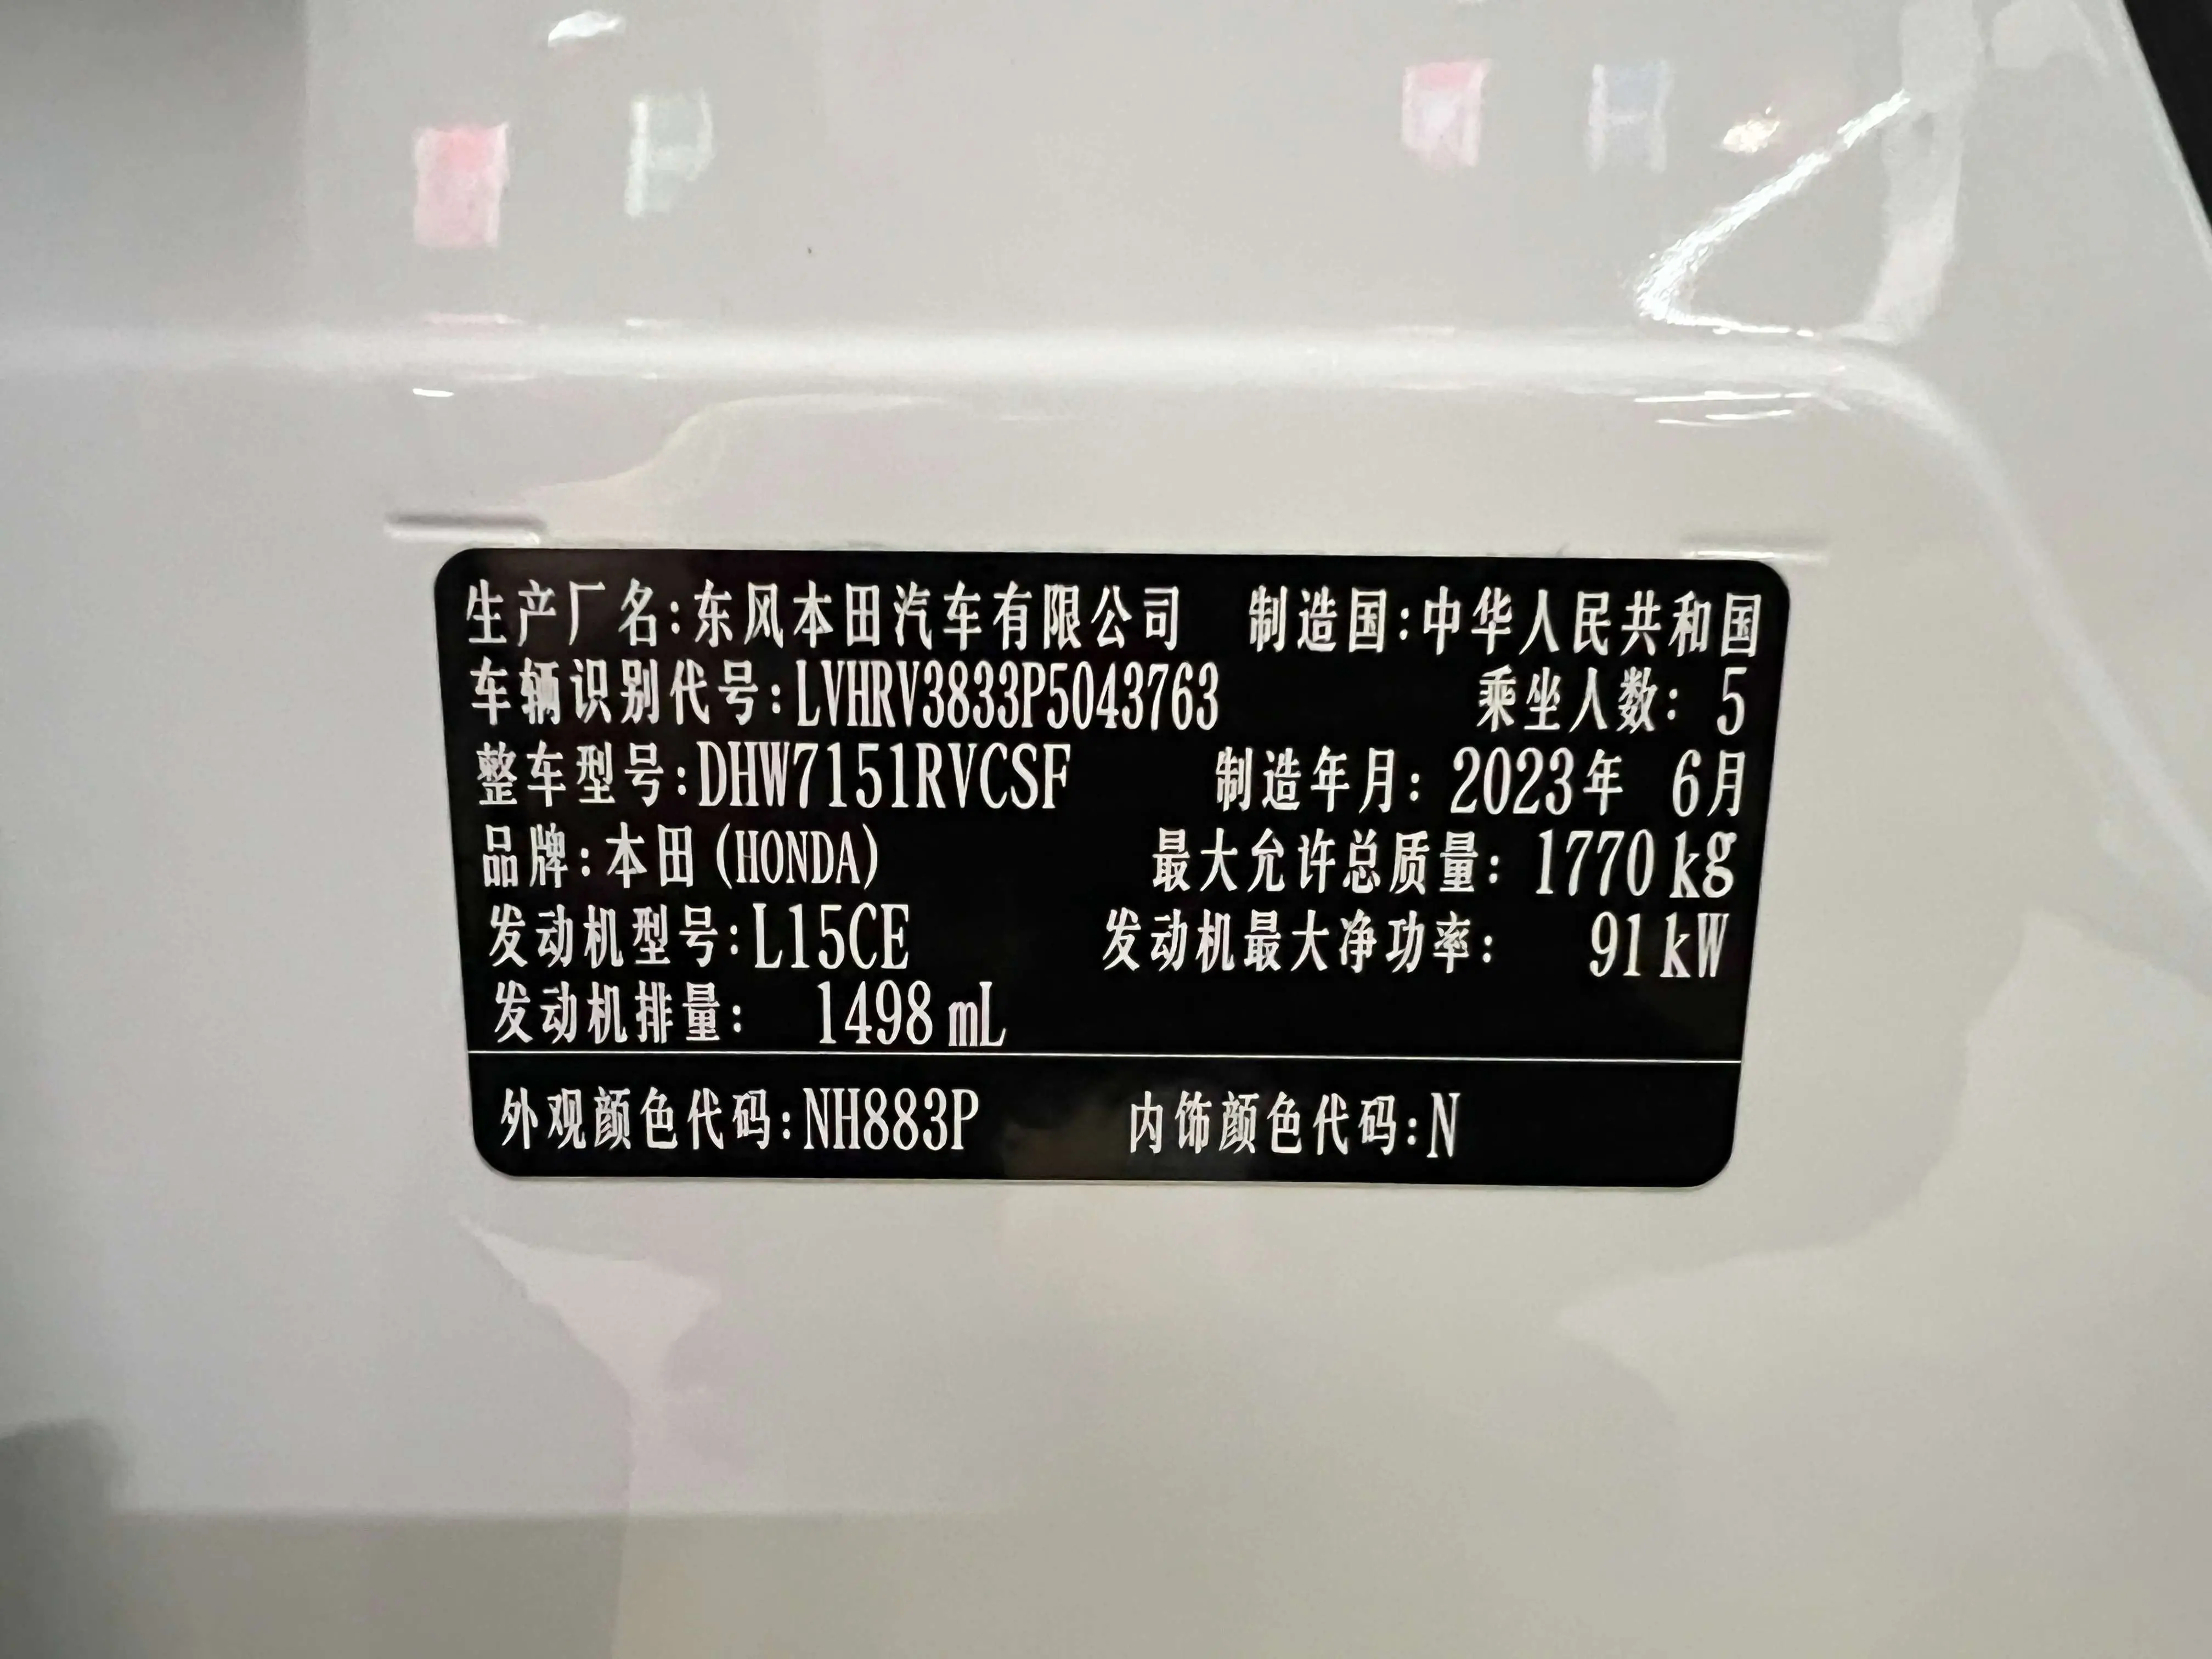 生产厂名:东风本田汽车有限公司 制造国:中华人民共和国
车辆识别代号:LVHRV3833P5043763 乘坐人数: 5
整车型号:DHW7151RVCSF 制造年月: 2023年 6月
品牌:本田(HONDA) 最大允许总质量: 1770 kg
发动机型号:L15CE 发动机最大净功率: 91 kW
发动机排量: 1498 mL
外观颜色代码:NH883P 内饰颜色代码:N